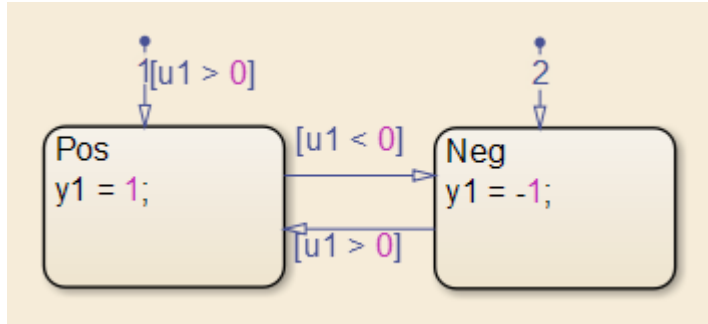 1[u1 > 0]
2
[u1 < 0]
Pos
y1 = 1;
Neg
y1 = -1;
[u1 > 0]